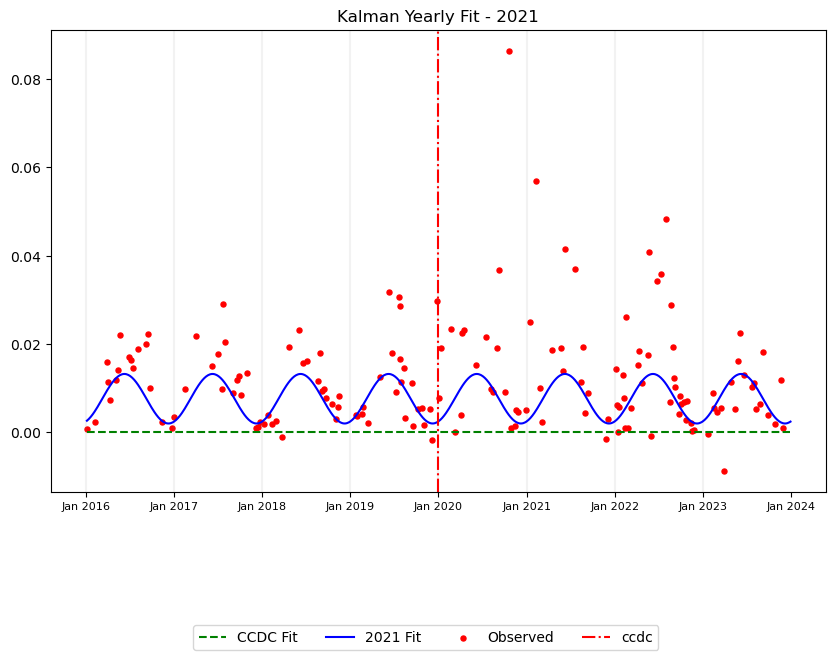 Kalman Yearly Fit - 2021
0.08
0.06
0.04
0.02
0.00
Jan 2016 Jan 2017 Jan 2018 Jan 2019 Jan 2020 Jan 2021 Jan 2022 Jan 2023 Jan 2024
CCDC Fit 2021 Fit Observed ccdc